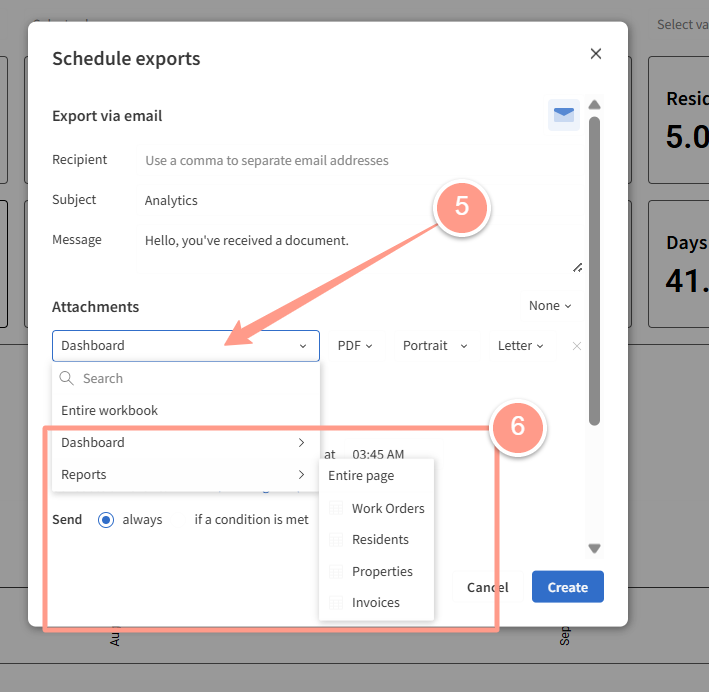 Select va
Schedule exports
Export via email
Recipient Use a comma to separate email addresses
Subject Analytics
Message Hello, you've received a document.
5
Resid
5.0
Days
41.
Attachments None
Dashboard PDF Portrait Letter
Search
Entire workbook
Dashboard
6
at 03:45 AM
Reports
Entire page
Work Orders
Send always if a condition is met
Residents
Properties
Invoices
Cancel Create
Au
Sep